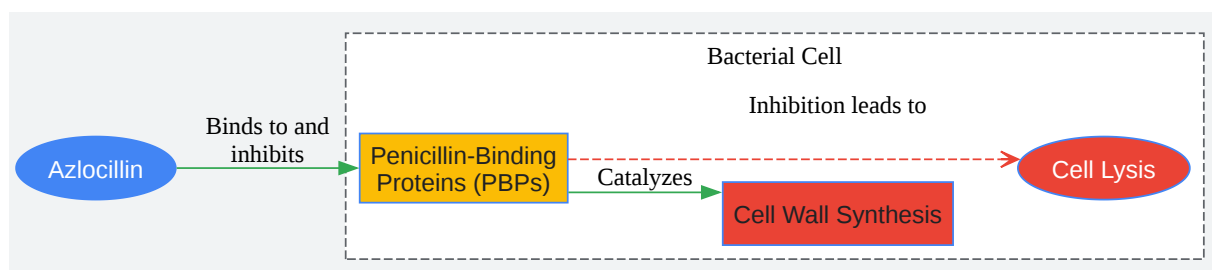 Bacterial Cell
Inhibition leads to
Binds to and
inhibits
Azlocillin
Penicillin-Binding
Proteins (PBPs)
Catalyzes
Cell Wall Synthesis
Cell Lysis